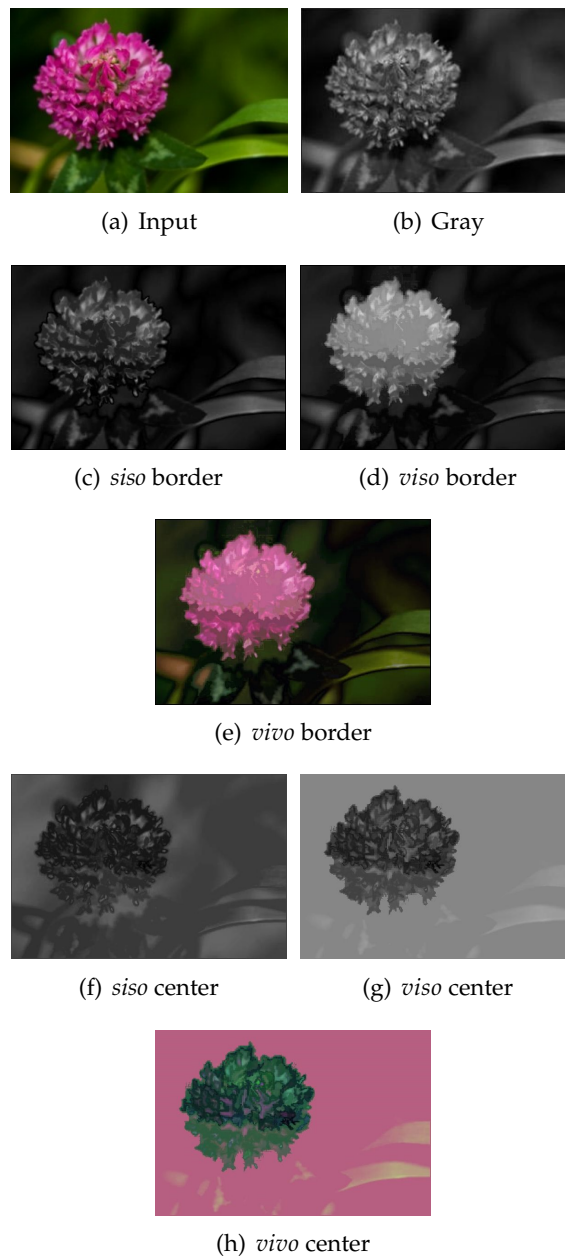 (a) Input
(b) Gray
(c) siso border
(d) viso border
(e) vivo border
(f) siso center
(g) viso center
(h) vivo center